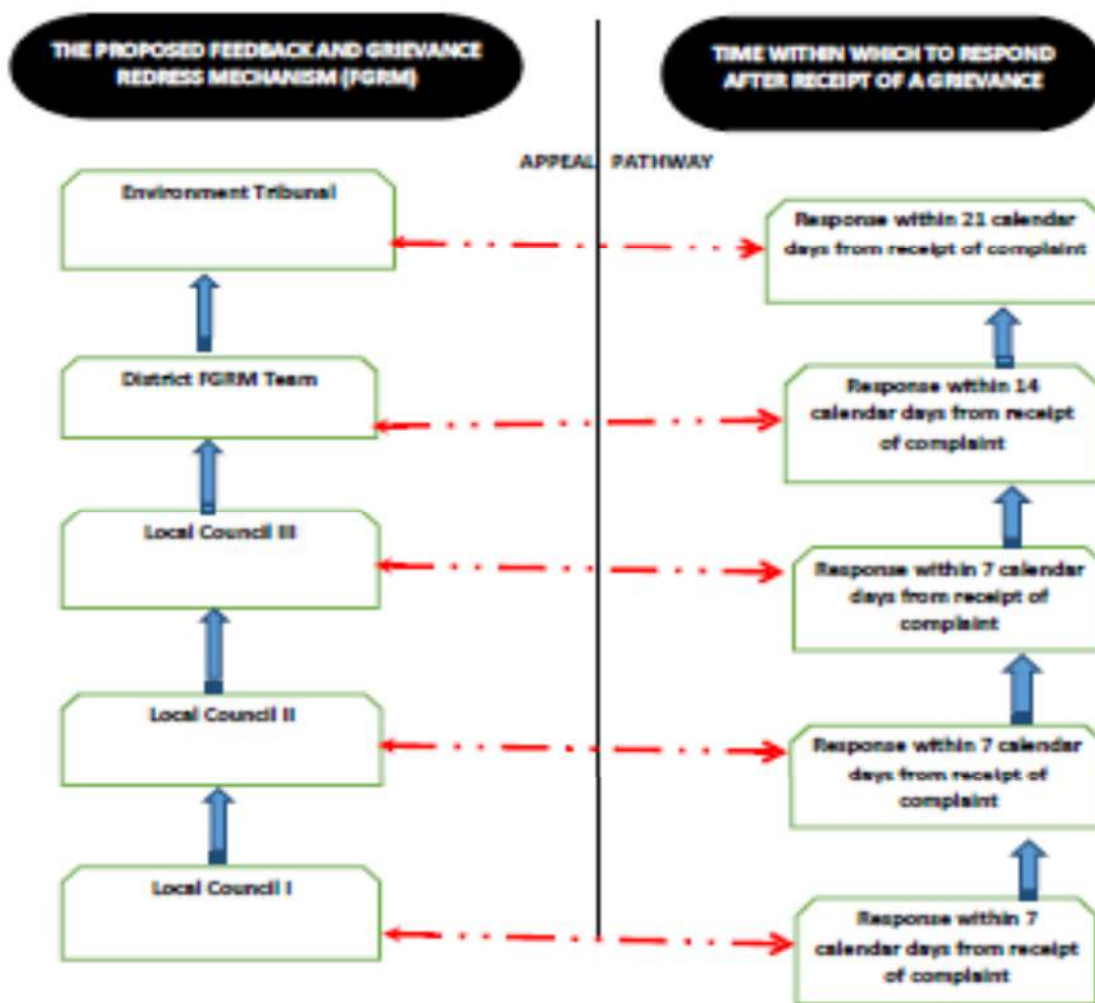 THE PROPOSED FEEDBACK AND GRIEVANCE
REDRESS MECHANISM (FGRM)
TIME WITHIN WHICH TO RESPOND
AFTER RECEIPT OF A GRIEVANCE
APPEAL PATHWAY
Environment Tribunal
Response within 21 calendar
days from receipt of complaint
District FGRM Team
Response within 14
calendar days from receipt
of complaint
Local Council III
Response within 7 calendar
days from receipt of
complaint
Local Council II
Response within 7 calendar
days from receipt of
complaint
Local Council I
Response within 7
calendar days from receipt
of complaint